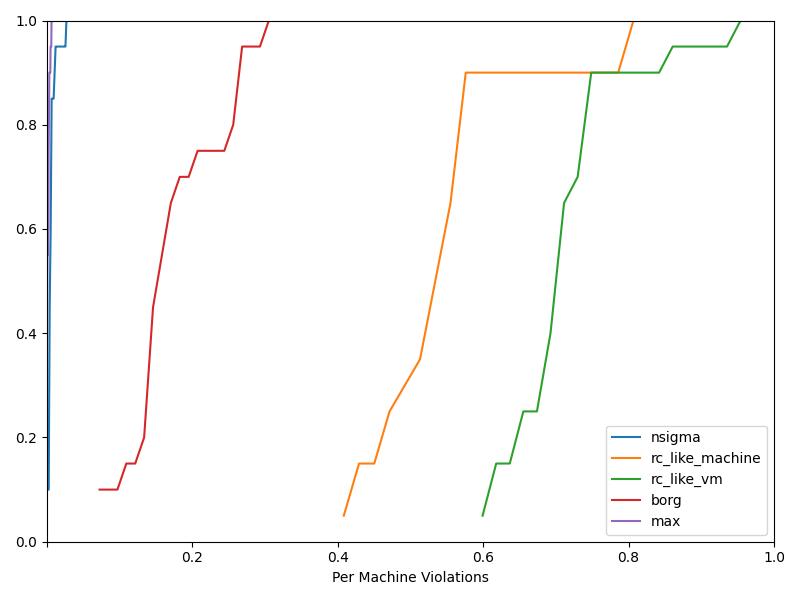 1.0
0.8
0.6
0.4
0.2
0.0
0.2 0.4 0.6 0.8 1.0
Per Machine Violations
nsigma
rc_like_machine
rc_like_vm
borg
max